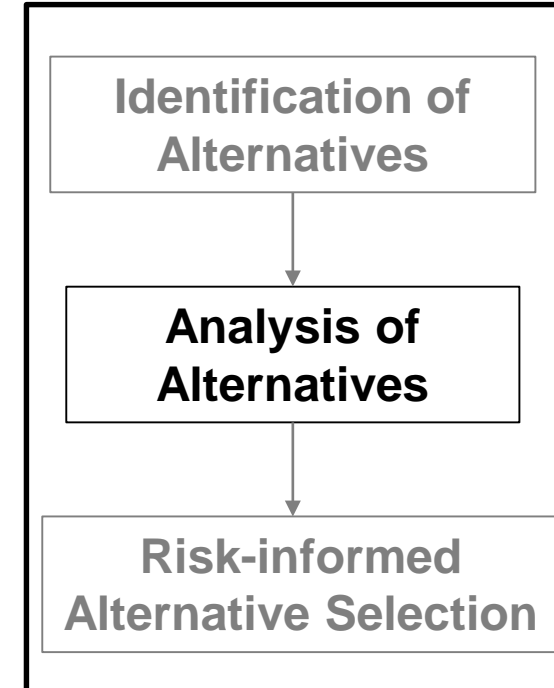 Identification of
Alternatives
Analysis of
Alternatives
Risk-informed
Alternative Selection